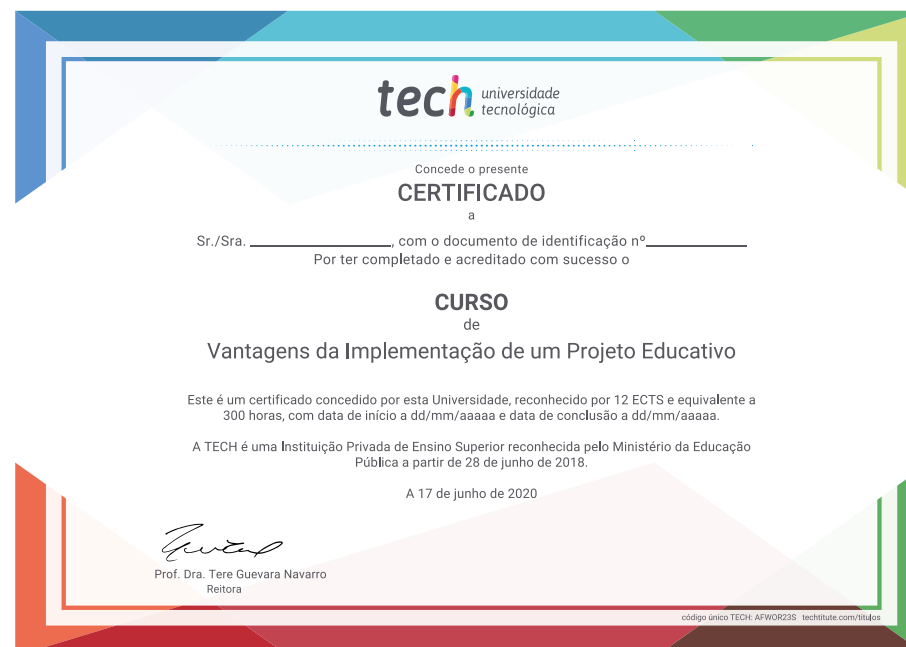 tech universidade
tecnológica
Concede o presente
CERTIFICADO
a
Sr./Sra. ____________________, com o documento de identificação nº______________
Por ter completado e acreditado com sucesso o
CURSO
de
Vantagens da Implementação de um Projeto Educativo
Este é um certificado concedido por esta Universidade, reconhecido por 12 ECTS e equivalente a
300 horas, com data de início a dd/mm/aaaaa e data de conclusão a dd/mm/aaaaa.
A TECH é uma Instituição Privada de Ensino Superior reconhecida pelo Ministério da Educação
Pública a partir de 28 de junho de 2018.
A 17 de junho de 2020
Prof. Dra. Tere Guevara Navarro
Reitora
código único TECH: AFWOR23S techtitute.com/titulos